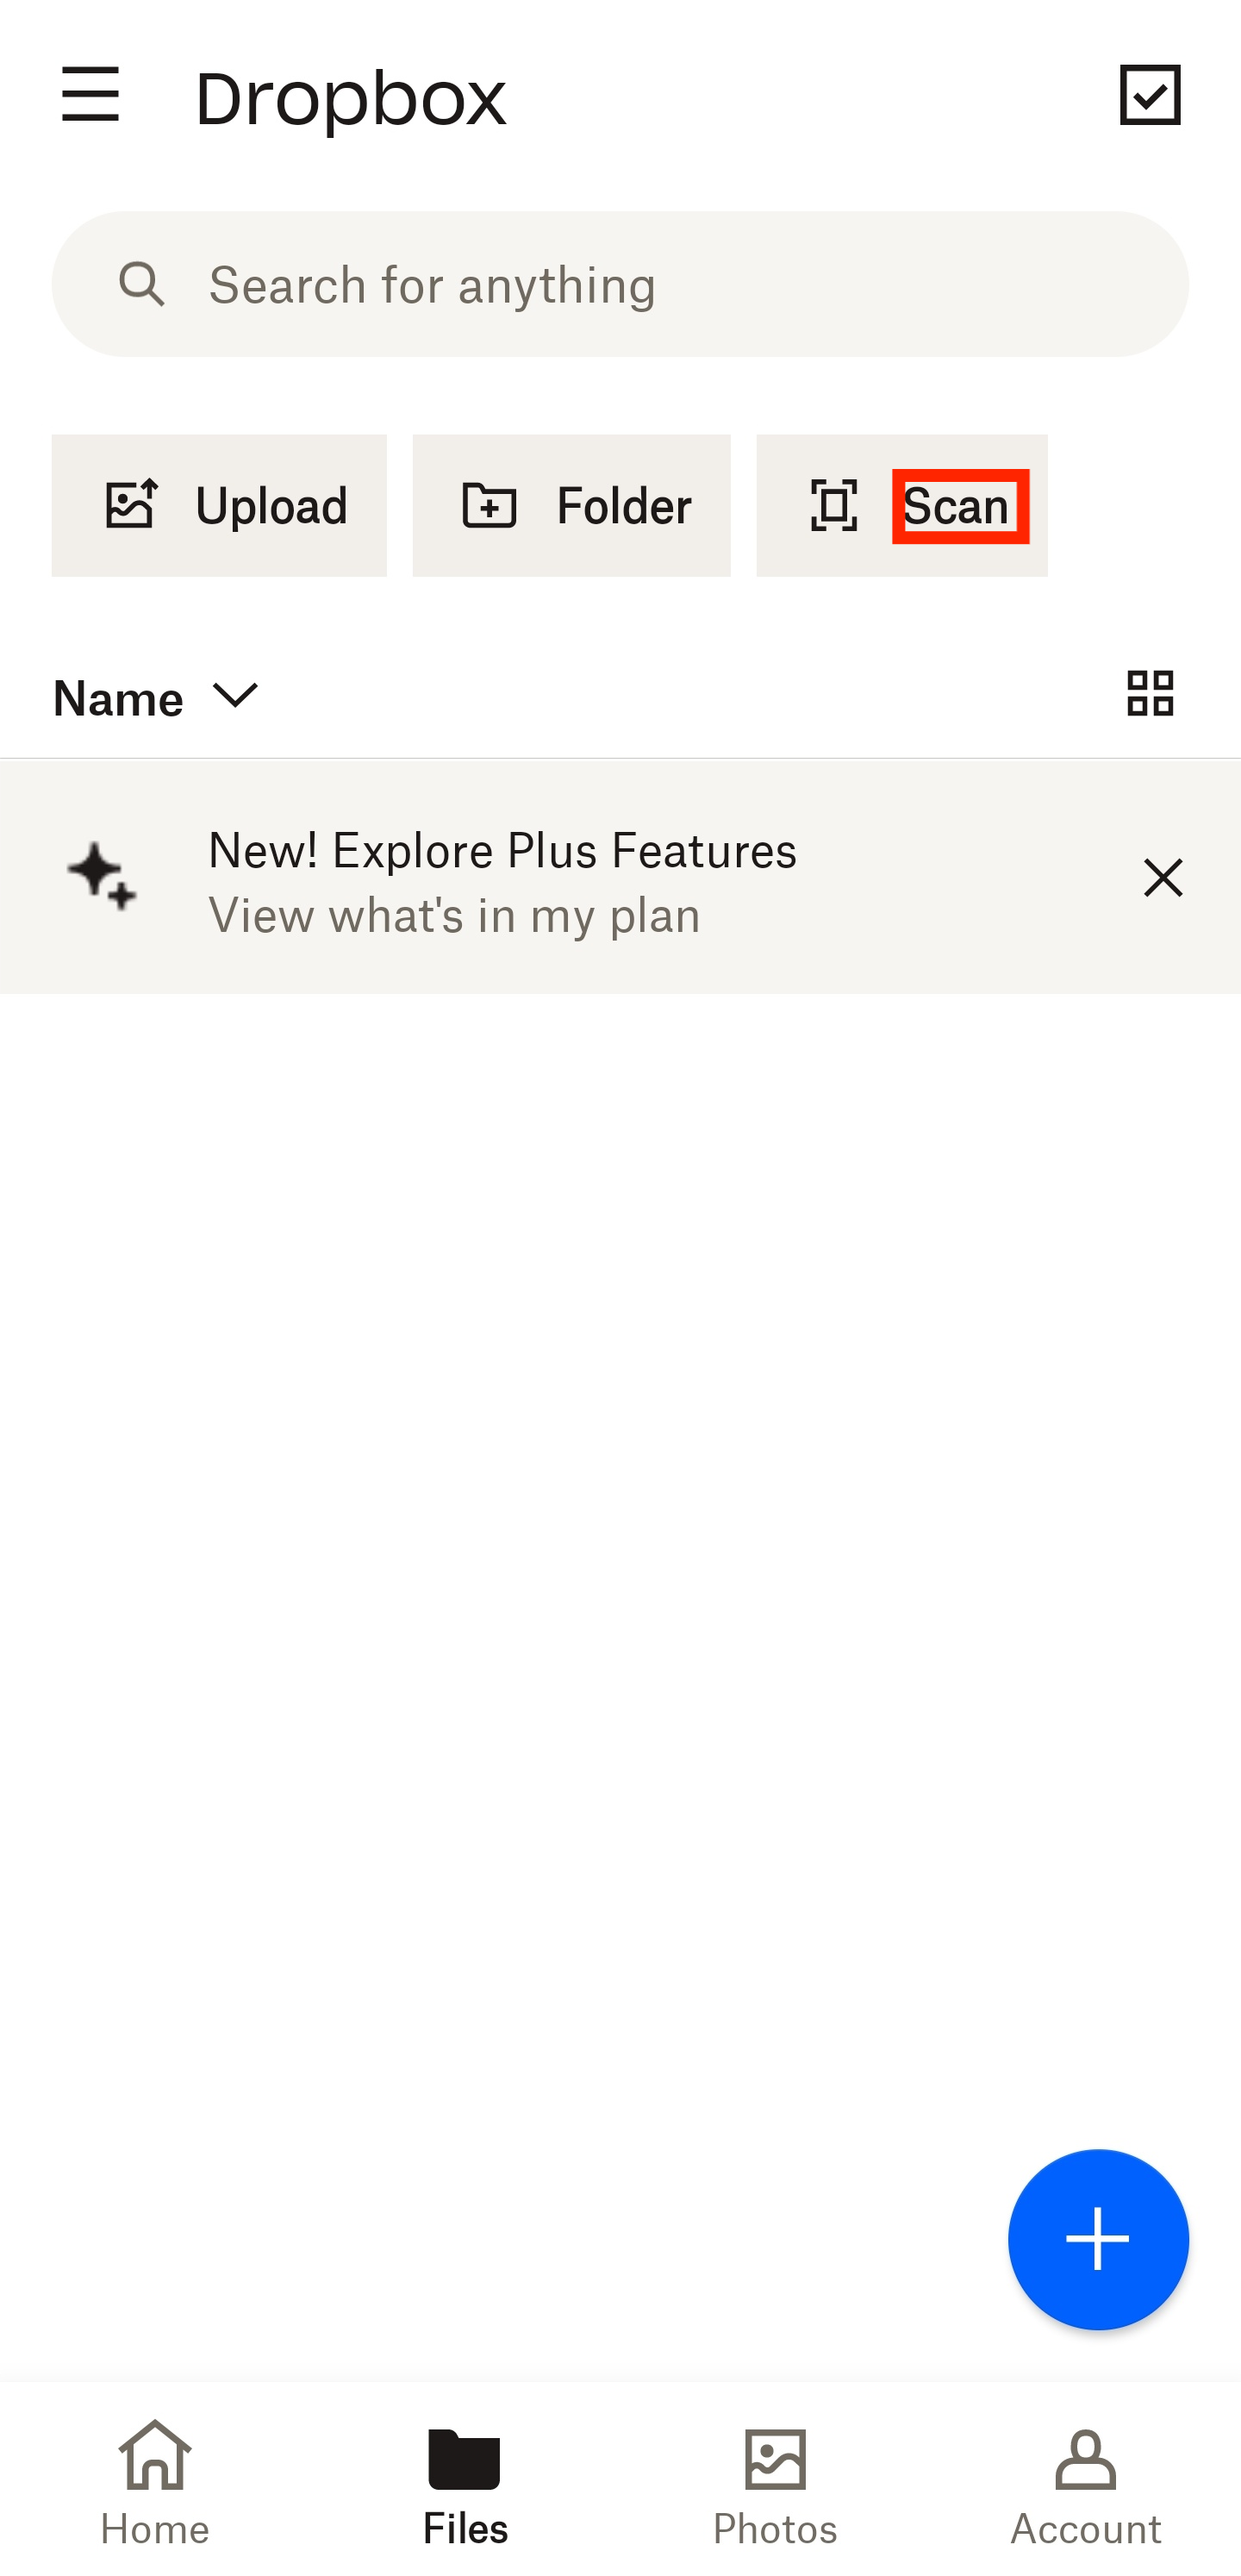 Dropbox
Search for anything
Upload
Folder
Scan
Name
New! Explore Plus Features
View what's in my plan
Home
Files
Photos
Account